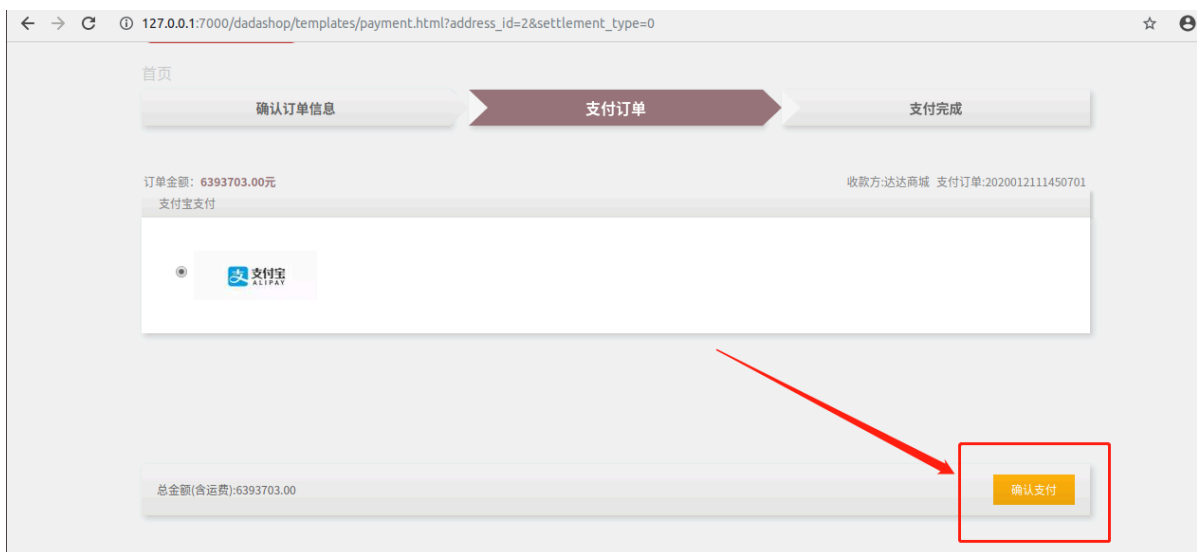 127.0.0.1:7000/dadashop/templates/payment.html?address_id=2&settlement_type=0
首页
确认订单信息 支付订单 支付完成
订单金额：6393703.00元 收款方:达达商城 支付订单:2020012111450701
支付宝支付
支付宝
ALIPAY
总金额(含运费):6393703.00 确认支付